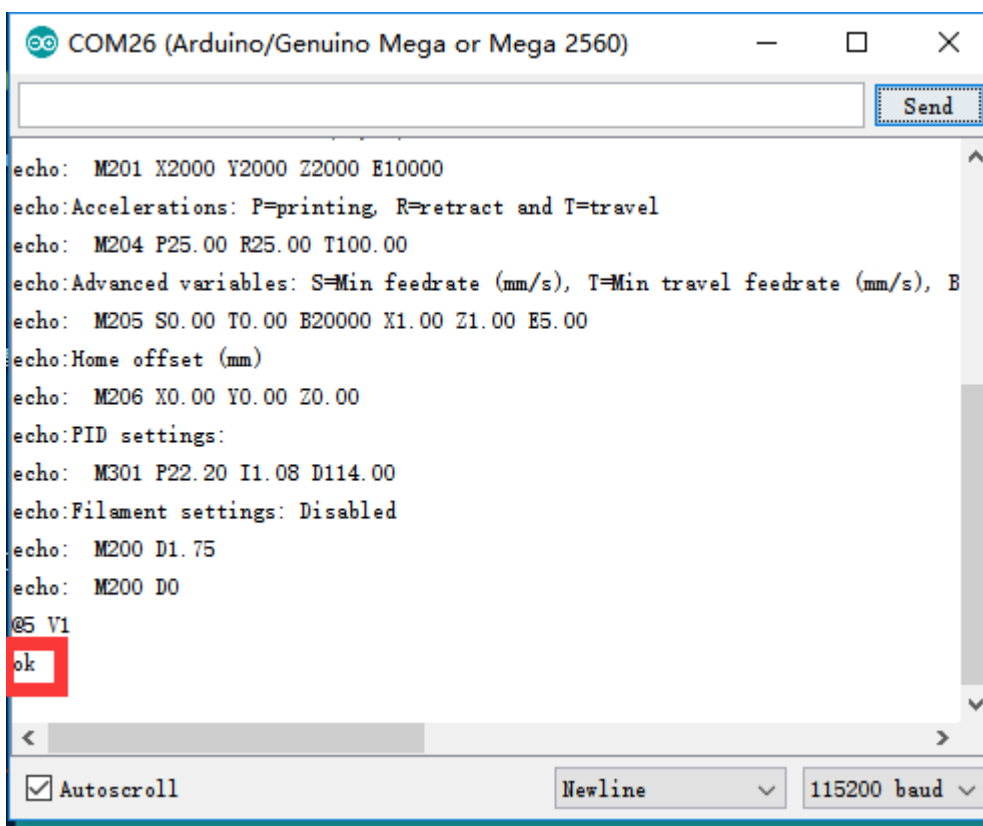 COM26 (Arduino/Genuino Mega or Mega 2560)
Send
echo:  M201 X2000 Y2000 Z2000 E10000
echo:Accelerations: P=printing, R=retract and T=travel
echo:  M204 P25.00 R25.00 T100.00
echo:Advanced variables: S=Min feedrate (mm/s), T=Min travel feedrate (mm/s), B
echo:  M205 S0.00 T0.00 B20000 X1.00 Z1.00 E5.00
echo:Home offset (mm)
echo:  M206 X0.00 Y0.00 Z0.00
echo:PID settings:
echo:  M301 P22.20 I1.08 D114.00
echo:Filament settings: Disabled
echo:  M200 D1.75
echo:  M200 D0
@5 V1
ok
Autoscroll
Newline
115200 baud